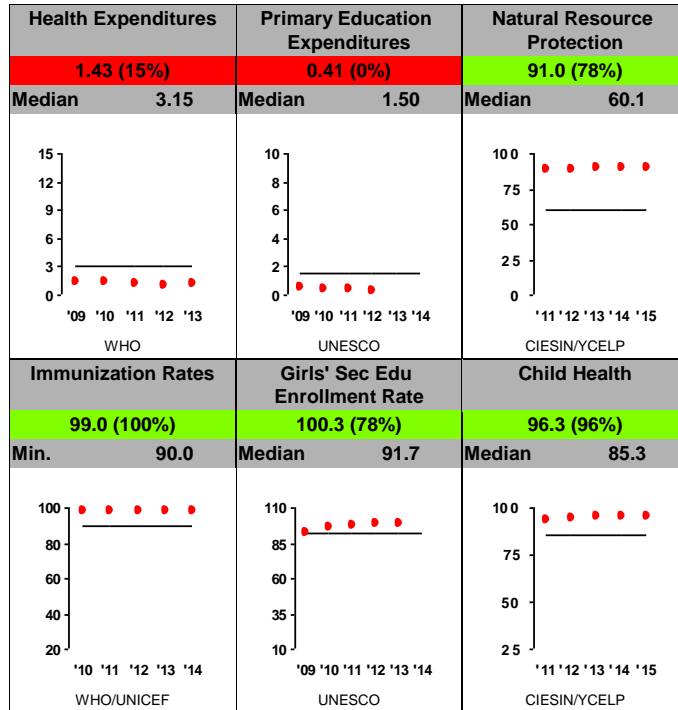 Health Expenditures
1.43 (15%)
Median 3.15
15
12
9
6
3
0
'09 '10 '11 '12 '13
WHO
Primary Education
Expenditures
0.41 (0%)
Median 1.50
10
8
6
4
2
0
'09 '10 '11 '12 '13 '14
UNESCO
Natural Resource
Protection
91.0 (78%)
Median 60.1
100
75
50
25
0
'11 '12 '13 '14 '15
CIESIN/YCELP
Immunization Rates
99.0 (100%)
Min. 90.0
100
80
60
40
20
'10 '11 '12 '13 '14
WHO/UNICEF
Girls' Sec Edu
Enrollment Rate
100.3 (78%)
Median 91.7
110
85
60
35
10
'09 '10 '11 '12 '13 '14
UNESCO
Child Health
96.3 (96%)
Median 85.3
100
75
50
25
'11 '12 '13 '14 '15
CIESIN/YCELP